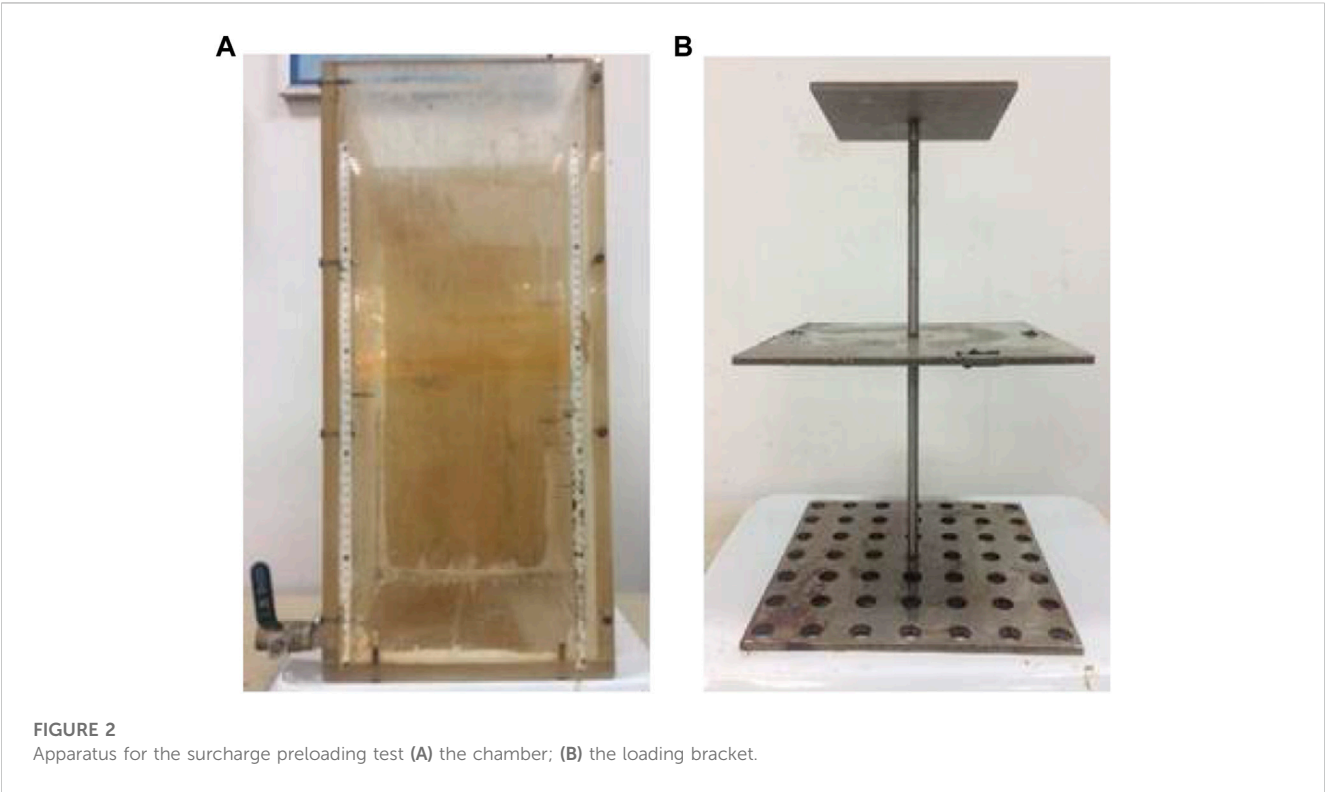 A
B
FIGURE 2
Apparatus for the surcharge preloading test (A) the chamber; (B) the loading bracket.